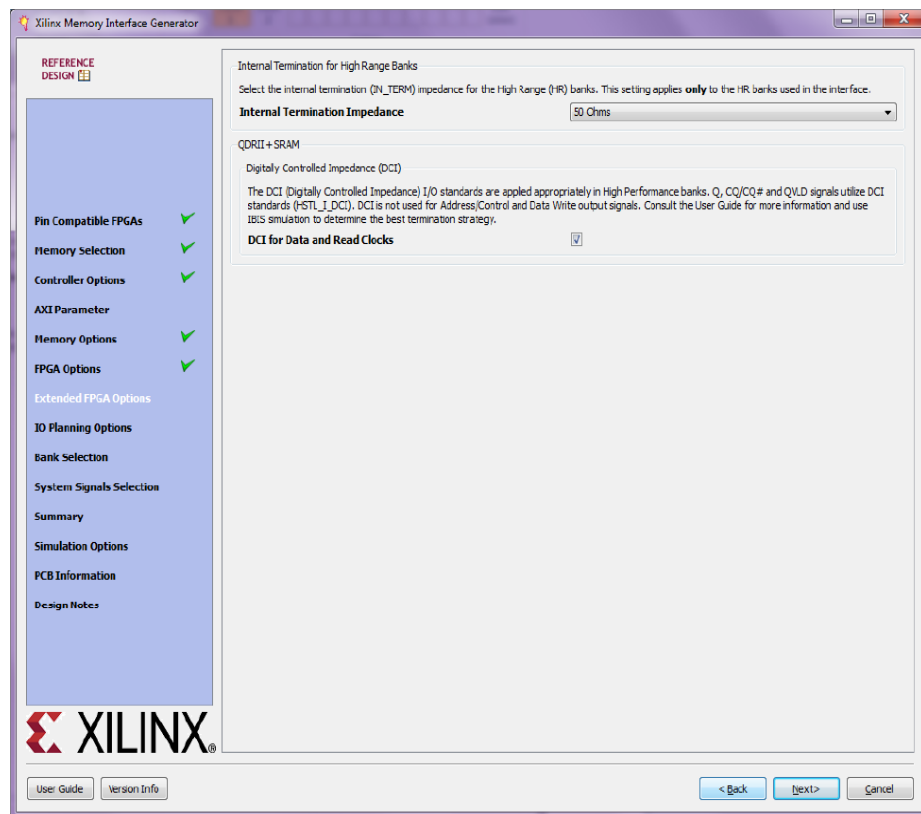 Xilinx Memory Interface Generator
REFERENCE
DESIGN
Pin Compatible FPGAs
Memory Selection
Controller Options
AXI Parameter
Memory Options
FPGA Options
Extended FPGA Options
IO Planning Options
Bank Selection
System Signals Selection
Summary
Simulation Options
PCB Information
Design Notes
XILINX®
Internal Termination for High Range Banks
Select the internal termination (IN_TERM) impedance for the High Range (HR) banks. This setting applies only to the HR banks used in the interface.
Internal Termination Impedance 50 Ohms
QDRII+ SRAM
Digitally Controlled Impedance (DCI)
The DCI (Digitally Controlled Impedance) I/O standards are appled appropriately in High Performance banks. Q, CQ/CQ# and QVLD signals utilize DCI
standards (HSTL_I_DCI). DCI is not used for Address/Control and Data Write output signals. Consult the User Guide for more information and use
IBIS simulation to determine the best termination strategy.
DCI for Data and Read Clocks
User Guide Version Info < Back Next> Cancel